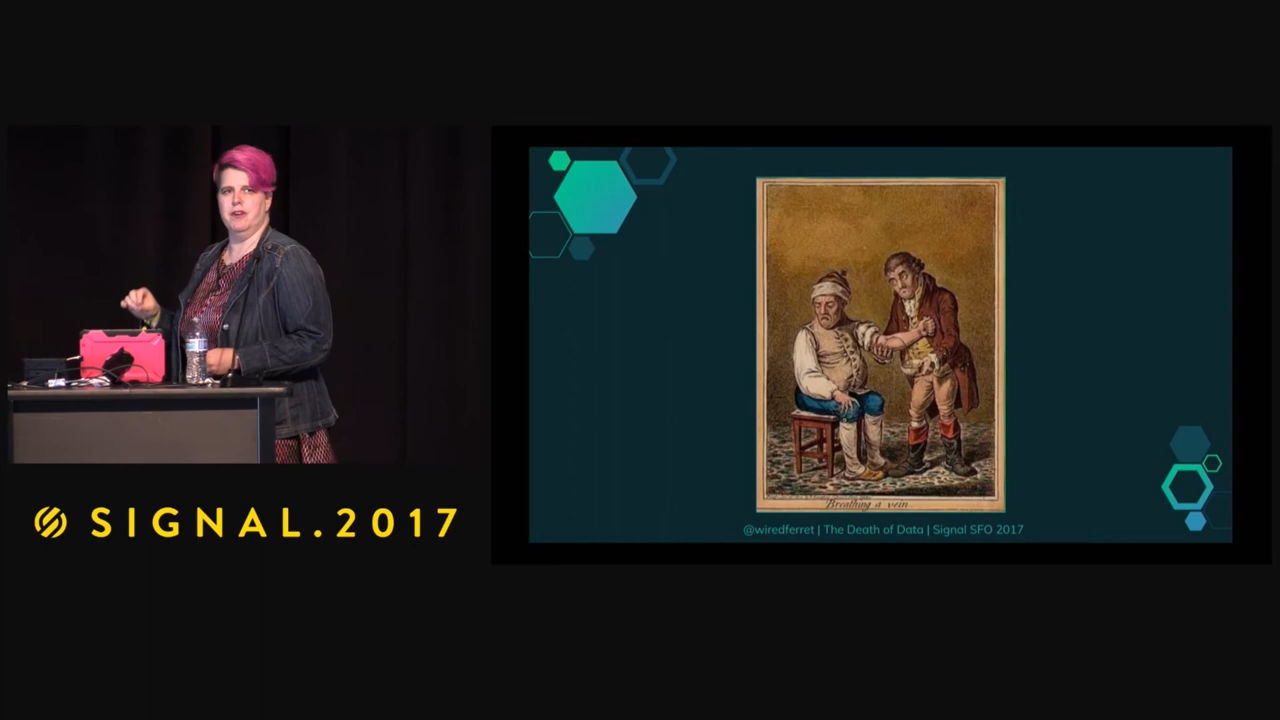 SIGNAL.2017
Breathing a vein.
@wiredferret | The Death of Data | Signal SFO 2017